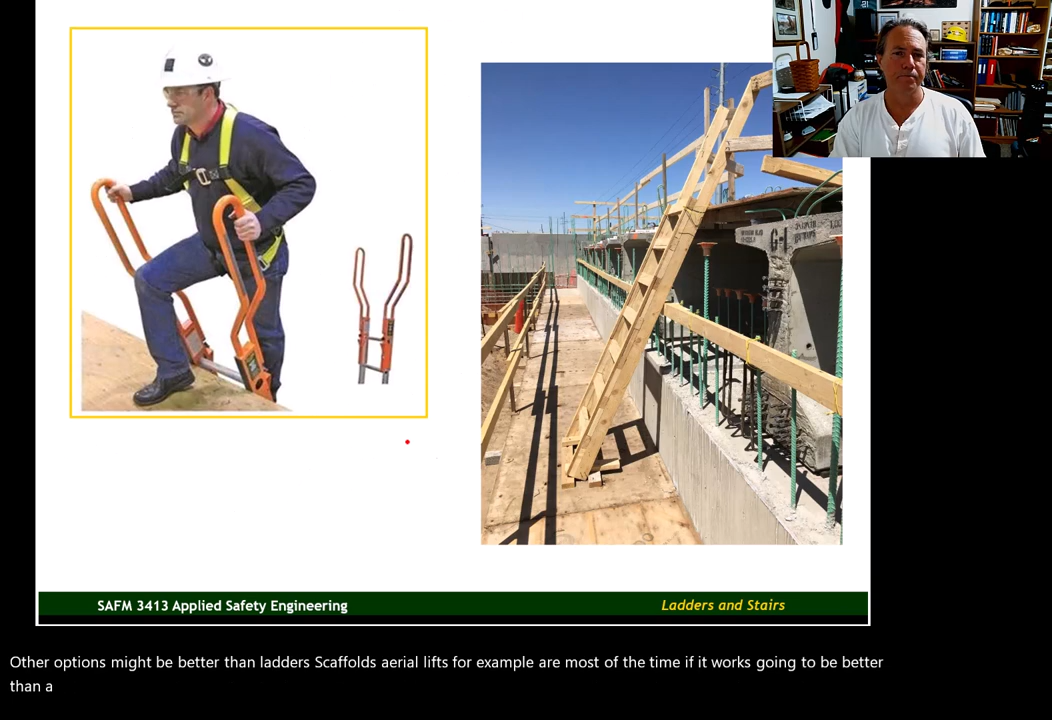 SAFM 3413 Applied Safety Engineering
Ladders and Stairs
Other options might be better than ladders Scaffolds aerial lifts for example are most of the time if it works going to be better
than a